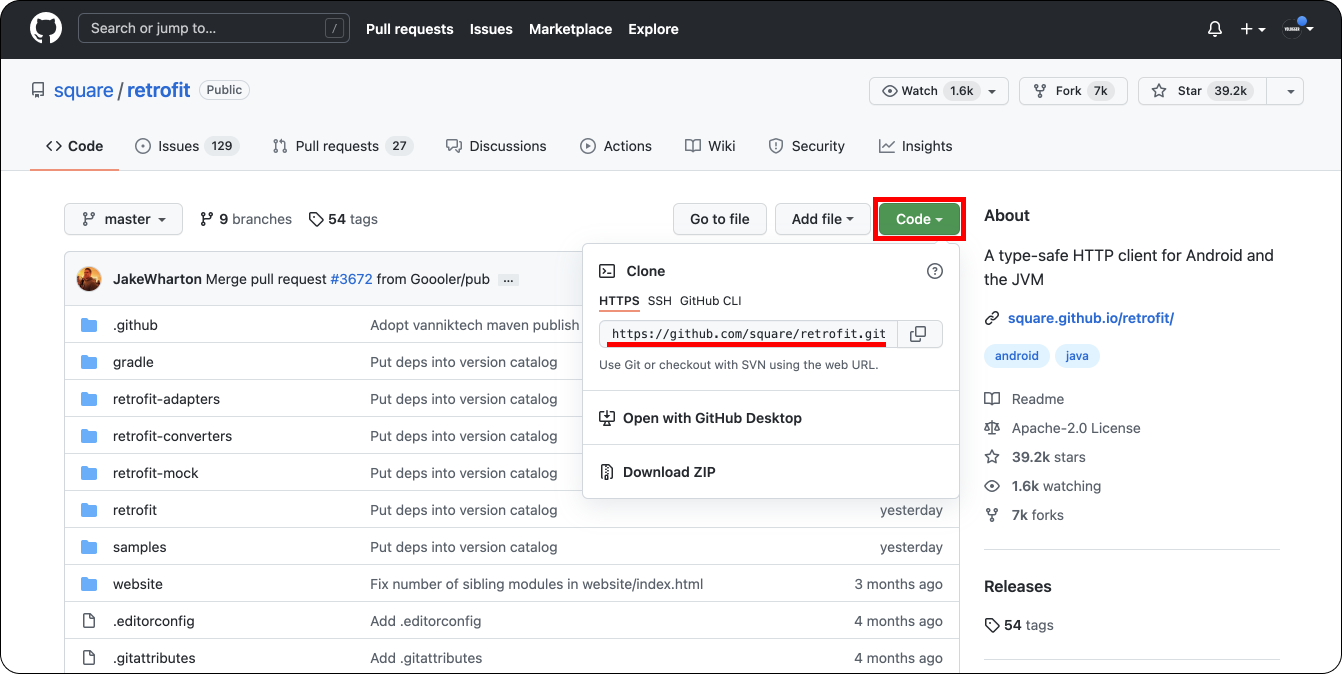 Search or jump to... / Pull requests Issues Marketplace Explore
square / retrofit Public Watch 1.6k Fork 7k Star 39.2k
Code Issues 129 Pull requests 27 Discussions Actions Wiki Security Insights
master 9 branches 54 tags Go to file Add file Code
About
A type-safe HTTP client for Android and
the JVM
square.github.io/retrofit/
android java
Readme
Apache-2.0 License
39.2k stars
1.6k watching
7k forks
Releases
54 tags
Clone
HTTPS SSH GitHub CLI
https://github.com/square/retrofit.git
Use Git or checkout with SVN using the web URL.
Open with GitHub Desktop
Download ZIP
JakeWharton Merge pull request #3672 from Goooler/pub ...
.github Adopt vanniktech maven publish
gradle Put deps into version catalog
retrofit-adapters Put deps into version catalog
retrofit-converters Put deps into version catalog
retrofit-mock Put deps into version catalog
retrofit Put deps into version catalog yesterday
samples Put deps into version catalog yesterday
website Fix number of sibling modules in website/index.html 3 months ago
.editorconfig Add .editorconfig 4 months ago
.gitattributes Add .gitattributes 4 months ago